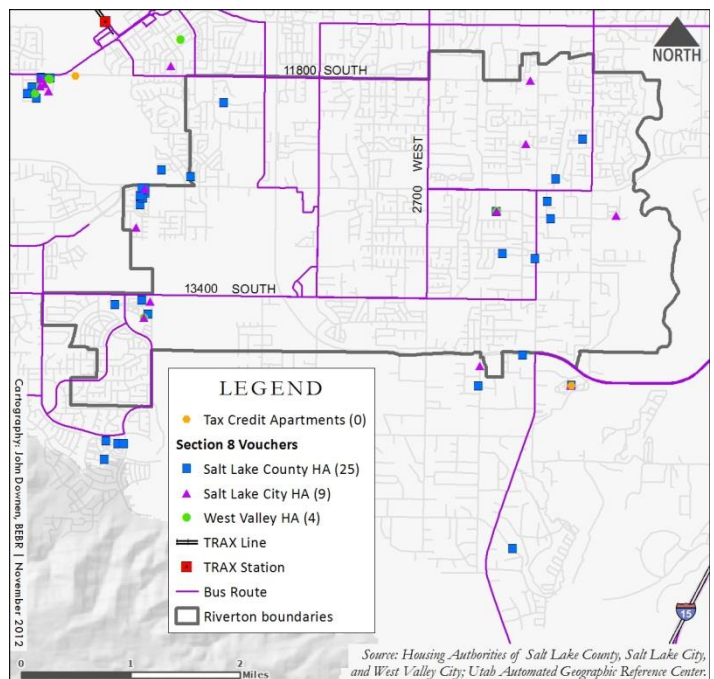 NORTH
11800 SOUTH
2700 WEST
13400 SOUTH
LEGEND
Tax Credit Apartments (0)
Section 8 Vouchers
Salt Lake County HA (25)
Salt Lake City HA (9)
West Valley HA (4)
TRAX Line
TRAX Station
Bus Route
Riverton boundaries
Cartography: John Downen, BEBR | November 2012
15
0 1 2
Miles
Source: Housing Authorities of Salt Lake County, Salt Lake City,
and West Valley City; Utah Automated Geographic Reference Center.